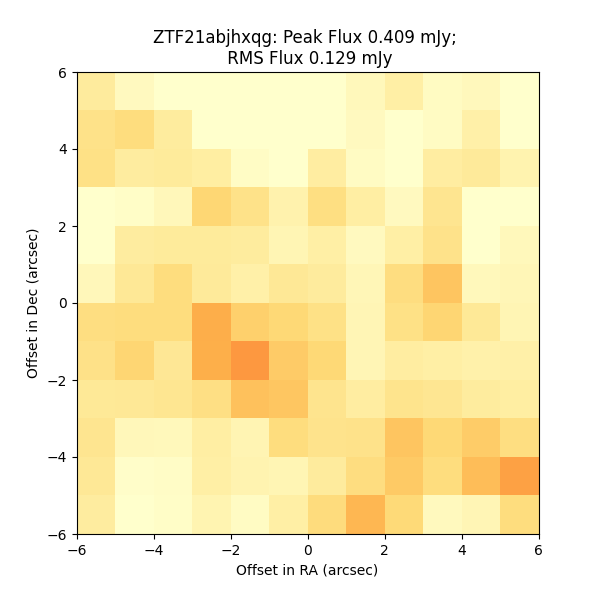 ZTF21abjhxqg: Peak Flux 0.409 mJy;
RMS Flux 0.129 mJy
6
4
2
0
−2
−4
−6
Offset in Dec (arcsec)
−6 −4 −2 0 2 4 6
Offset in RA (arcsec)